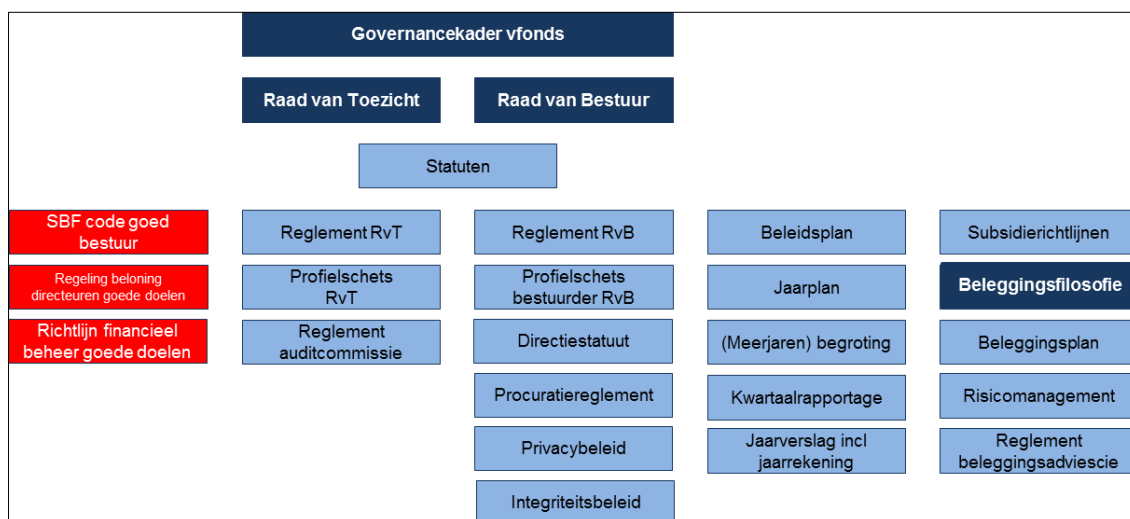 Governancekader vfonds
Raad van Toezicht
Raad van Bestuur
Statuten
SBF code goed
bestuur
Reglement RvT
Reglement RvB
Beleidsplan
Subsidierichtlijnen
Regeling beloning
directeuren goede doelen
Profielschets
RvT
Profielschets
bestuurder RvB
Jaarplan
Beleggingsfilosofie
Richtlijn financieel
beheer goede doelen
Reglement
auditcommissie
Directiestatuut
(Meerjaren) begroting
Beleggingsplan
Procuratiereglement
Kwartaalrapportage
Risicomanagement
Privacybeleid
Jaarverslag incl
jaarrekening
Reglement
beleggingsadviescie
Integriteitsbeleid